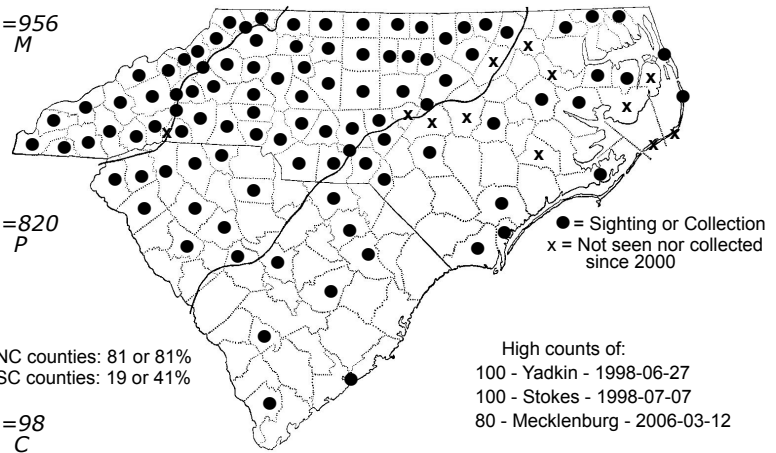 =956
M
=820
P
● = Sighting or Collection
x = Not seen nor collected
since 2000
NC counties: 81 or 81%
SC counties: 19 or 41%
High counts of:
100 - Yadkin - 1998-06-27
100 - Stokes - 1998-07-07
80 - Mecklenburg - 2006-03-12
=98
C